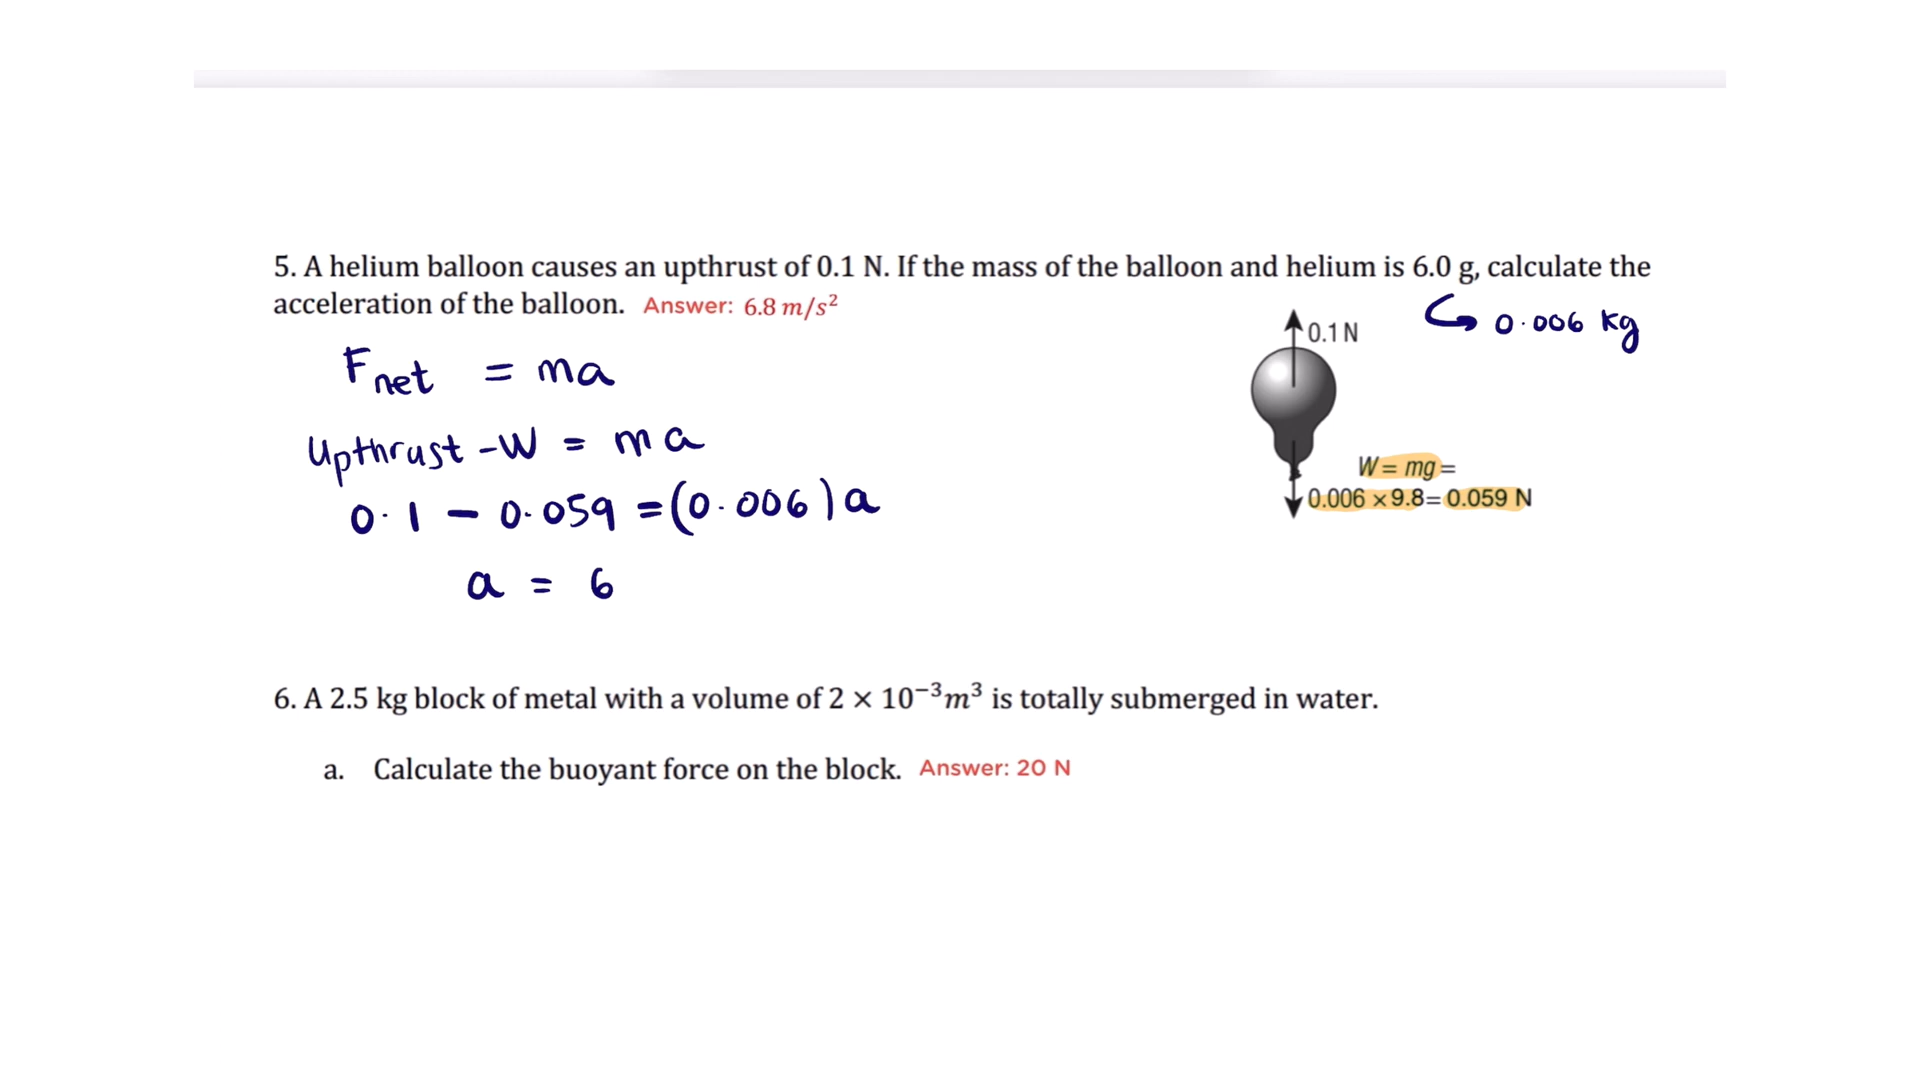 5. A helium balloon causes an upthrust of 0.1 N. If the mass of the balloon and helium is 6.0 g, calculate the
acceleration of the balloon. Answer: 6.8 m/s²
0.006 kg
0.1 N
F net = ma
Upthrust - W = ma
W = mg =
0.006 × 9.8 = 0.059 N
0.1 - 0.059 = (0.006) a
a = 6
6. A 2.5 kg block of metal with a volume of 2 × 10⁻³m³ is totally submerged in water.
a. Calculate the buoyant force on the block. Answer: 20 N